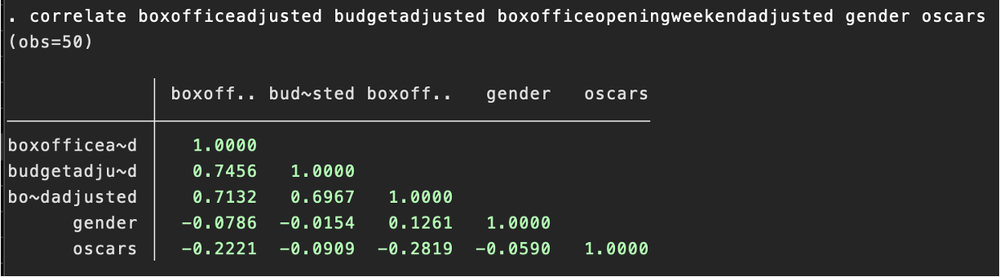 . correlate boxofficeadjusted budgetadjusted boxofficeopeningweekendadjusted gender oscars
(obs=50)
boxoff.. bud~sted boxoff.. gender oscars
boxofficea~d 1.0000
budgetadju~d 0.7456 1.0000
bo~dadjusted 0.7132 0.6967 1.0000
gender -0.0786 -0.0154 0.1261 1.0000
oscars -0.2221 -0.0909 -0.2819 -0.0590 1.0000